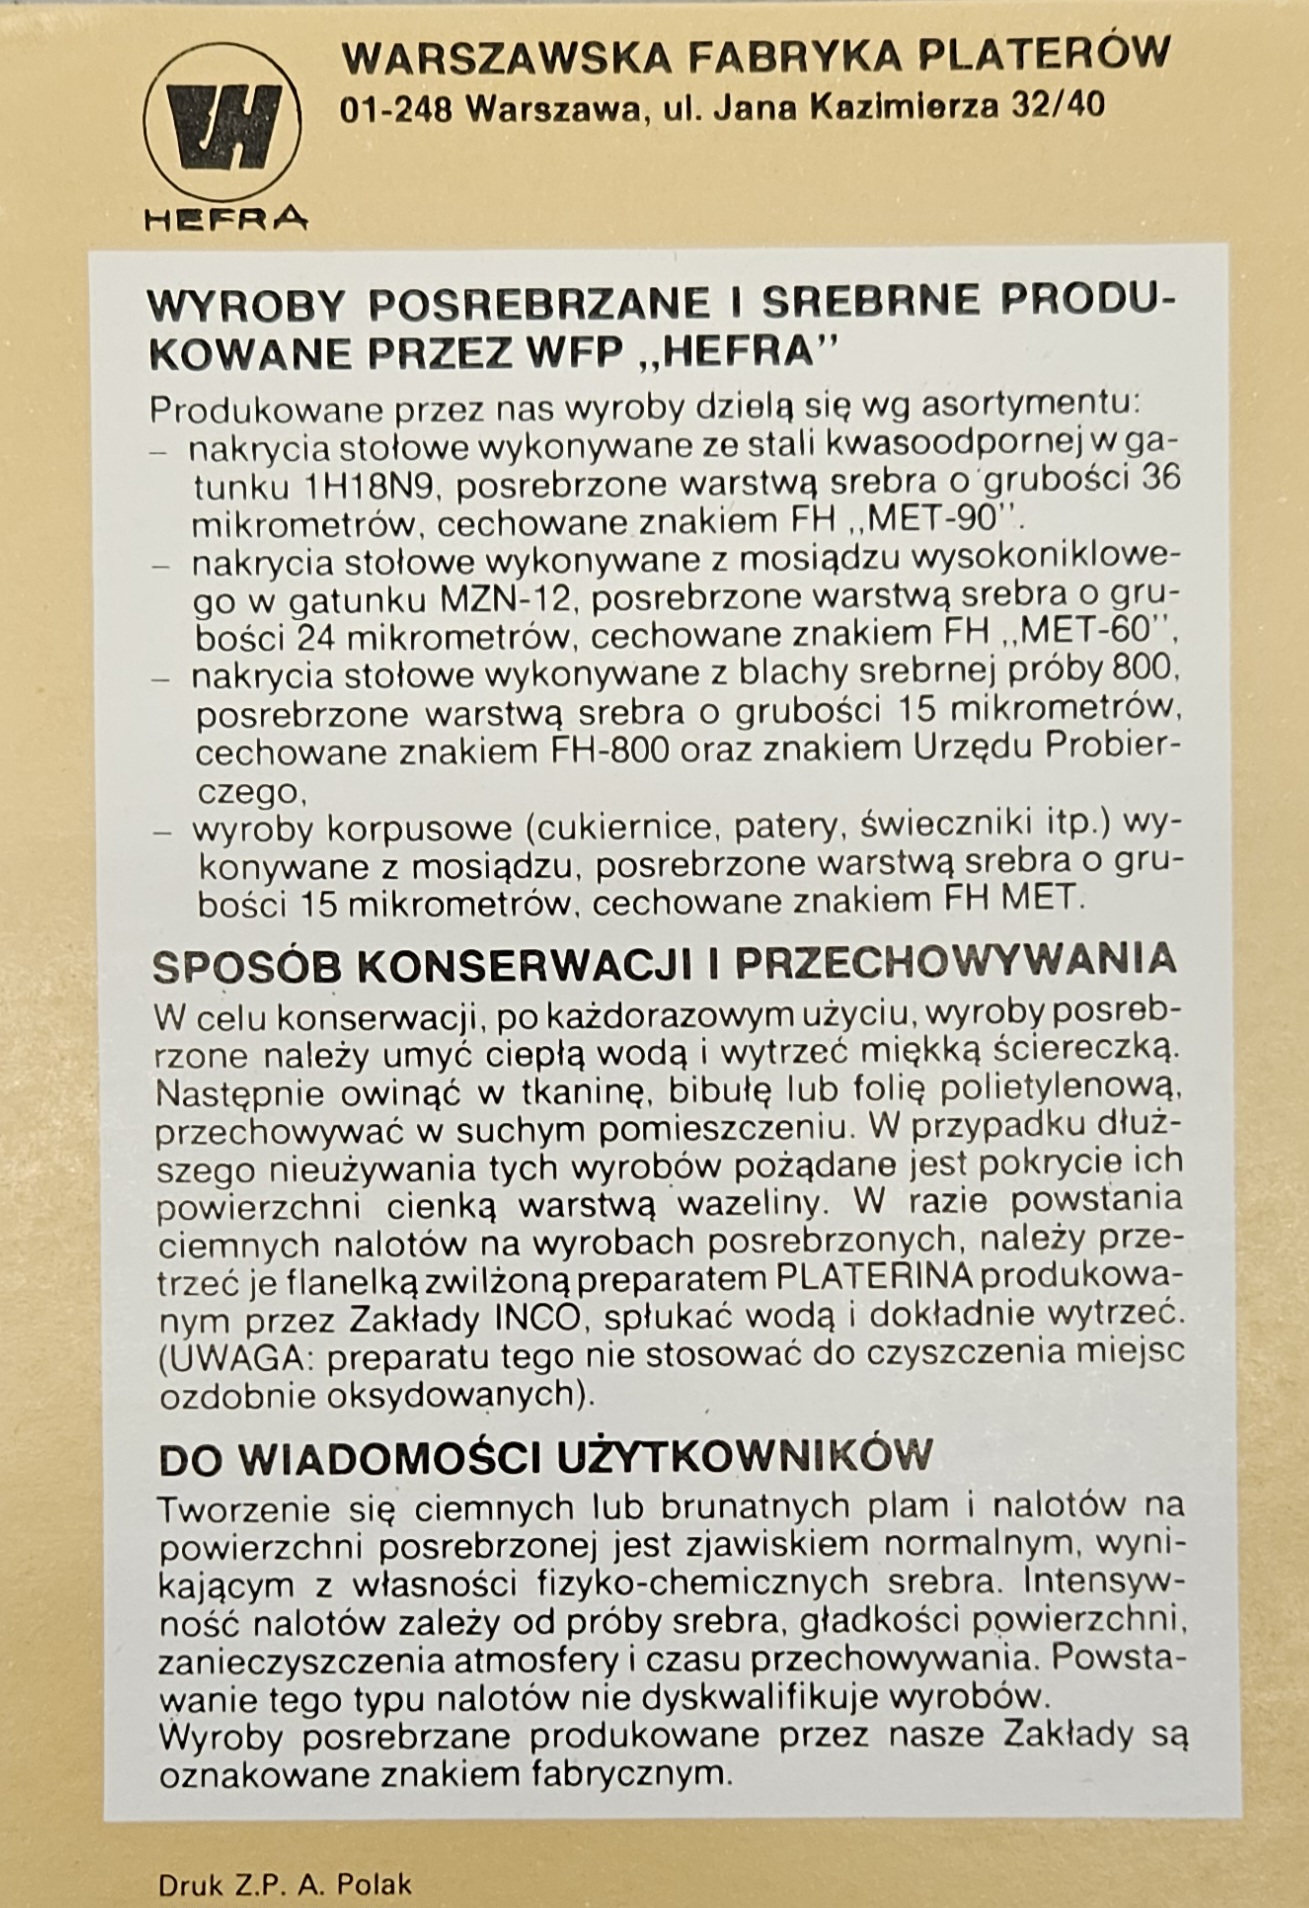 WARSZAWSKA FABRYKA PLATERÓW
01-248 Warszawa, ul. Jana Kazimierza 32/40
HEFRA
WYROBY POSREBRZANE I SREBRNE PRODU-
KOWANE PRZEZ WFP „HEFRA”
Produkowane przez nas wyroby dzielą się wg asortymentu:
– nakrycia stołowe wykonywane ze stali kwasoodpornej w ga-
tunku 1H18N9, posrebrzone warstwą srebra o grubości 36
mikrometrów, cechowane znakiem FH „MET-90”.
– nakrycia stołowe wykonywane z mosiądzu wysokoniklowe-
go w gatunku MZN-12, posrebrzone warstwą srebra o gru-
bości 24 mikrometrów, cechowane znakiem FH „MET-60”,
– nakrycia stołowe wykonywane z blachy srebrnej próby 800,
posrebrzone warstwą srebra o grubości 15 mikrometrów,
cechowane znakiem FH-800 oraz znakiem Urzędu Probier-
czego,
– wyroby korpusowe (cukiernice, patery, świeczniki itp.) wy-
konywane z mosiądzu, posrebrzone warstwą srebra o gru-
bości 15 mikrometrów, cechowane znakiem FH MET.
SPOSÓB KONSERWACJI I PRZECHOWYWANIA
W celu konserwacji, po każdorazowym użyciu, wyroby posreb-
rzone należy umyć ciepłą wodą i wytrzeć miękką ściereczką.
Następnie owinąć w tkaninę, bibułę lub folię polietylenową,
przechowywać w suchym pomieszczeniu. W przypadku dłuż-
szego nieużywania tych wyrobów pożądane jest pokrycie ich
powierzchni cienką warstwą wazeliny. W razie powstania
ciemnych nalotów na wyrobach posrebrzonych, należy prze-
trzeć je flanelką zwilżoną preparatem PLATERINA produkowa-
nym przez Zakłady INCO, spłukać wodą i dokładnie wytrzeć.
(UWAGA: preparatu tego nie stosować do czyszczenia miejsc
ozdobnie oksydowanych).
DO WIADOMOŚCI UŻYTKOWNIKÓW
Tworzenie się ciemnych lub brunatnych plam i nalotów na
powierzchni posrebrzonej jest zjawiskiem normalnym, wyni-
kającym z własności fizyko-chemicznych srebra. Intensyw-
ność nalotów zależy od próby srebra, gładkości powierzchni,
zanieczyszczenia atmosfery i czasu przechowywania. Powsta-
wanie tego typu nalotów nie dyskwalifikuje wyrobów.
Wyroby posrebrzane produkowane przez nasze Zakłady są
oznakowane znakiem fabrycznym.
Druk Z.P. A. Polak